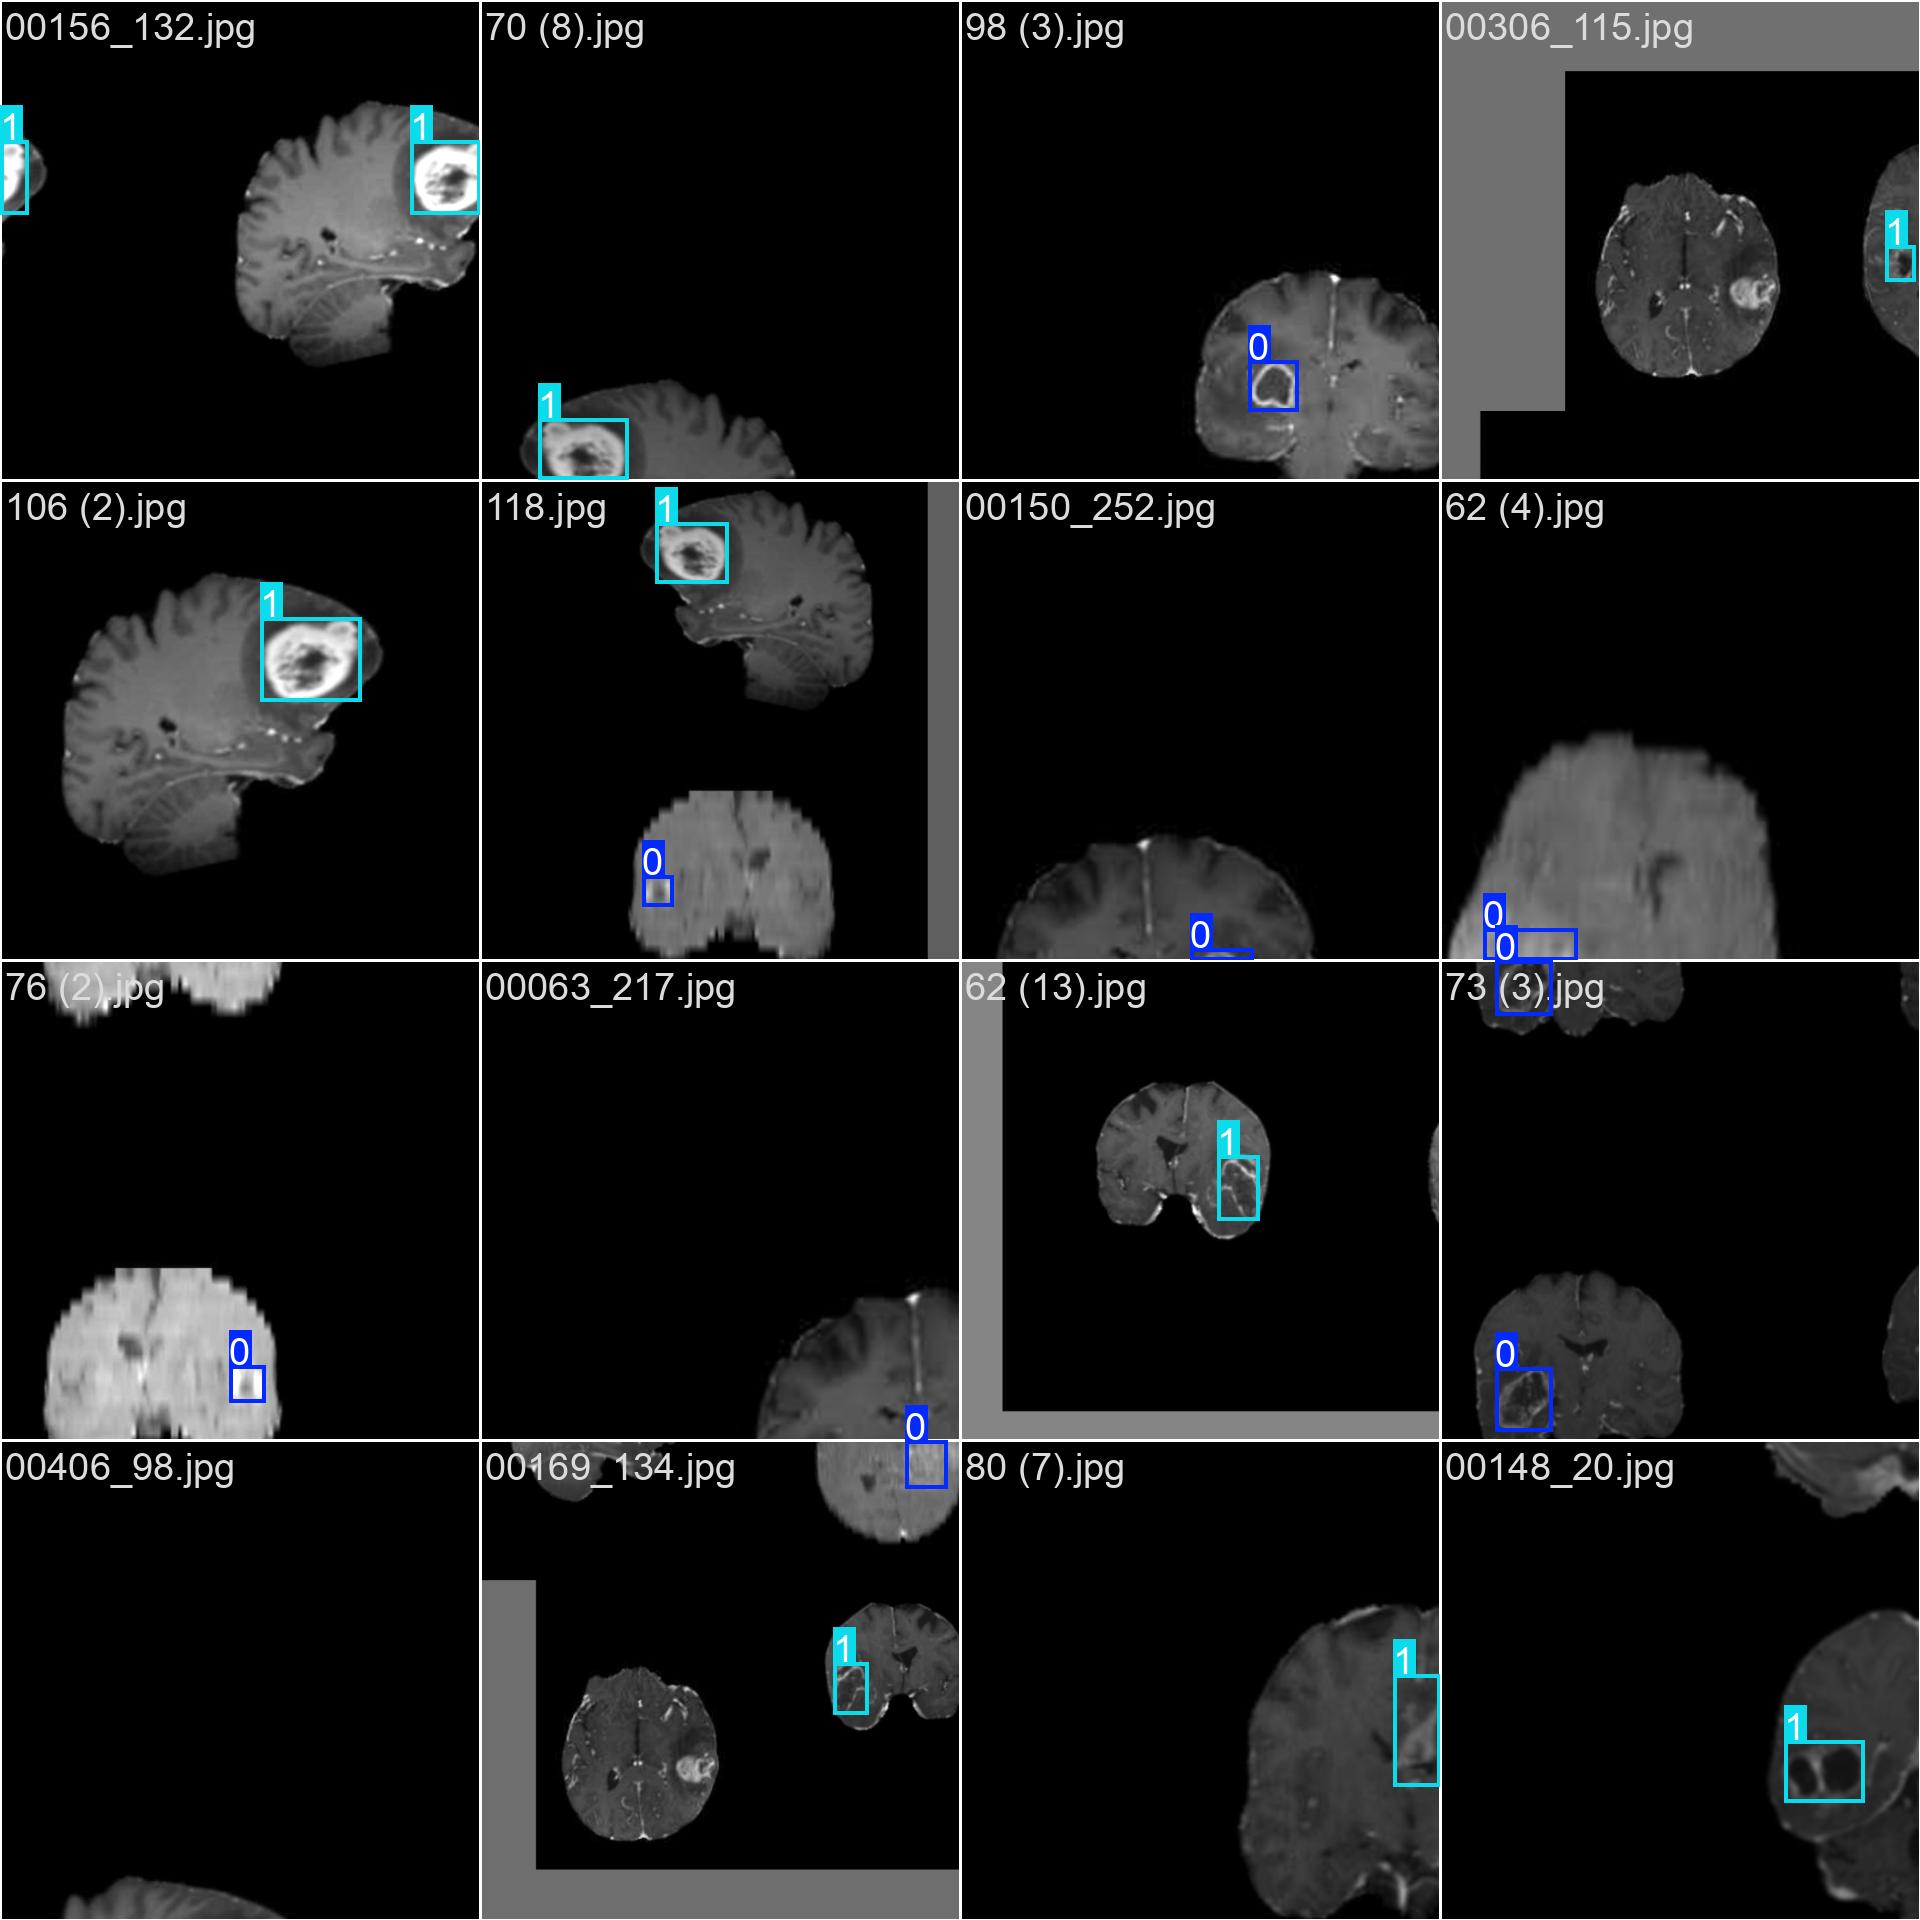 00156_132.jpg
70 (8).jpg
98 (3).jpg
00306_115.jpg
1
1
1
0
1
106 (2).jpg
118.jpg
00150_252.jpg
62 (4).jpg
1
1
0
0
0
0
76 (2).jpg
00063_217.jpg
62 (13).jpg
73 (3).jpg
0
0
1
0
00406_98.jpg
00169_134.jpg
80 (7).jpg
00148_20.jpg
1
1
1